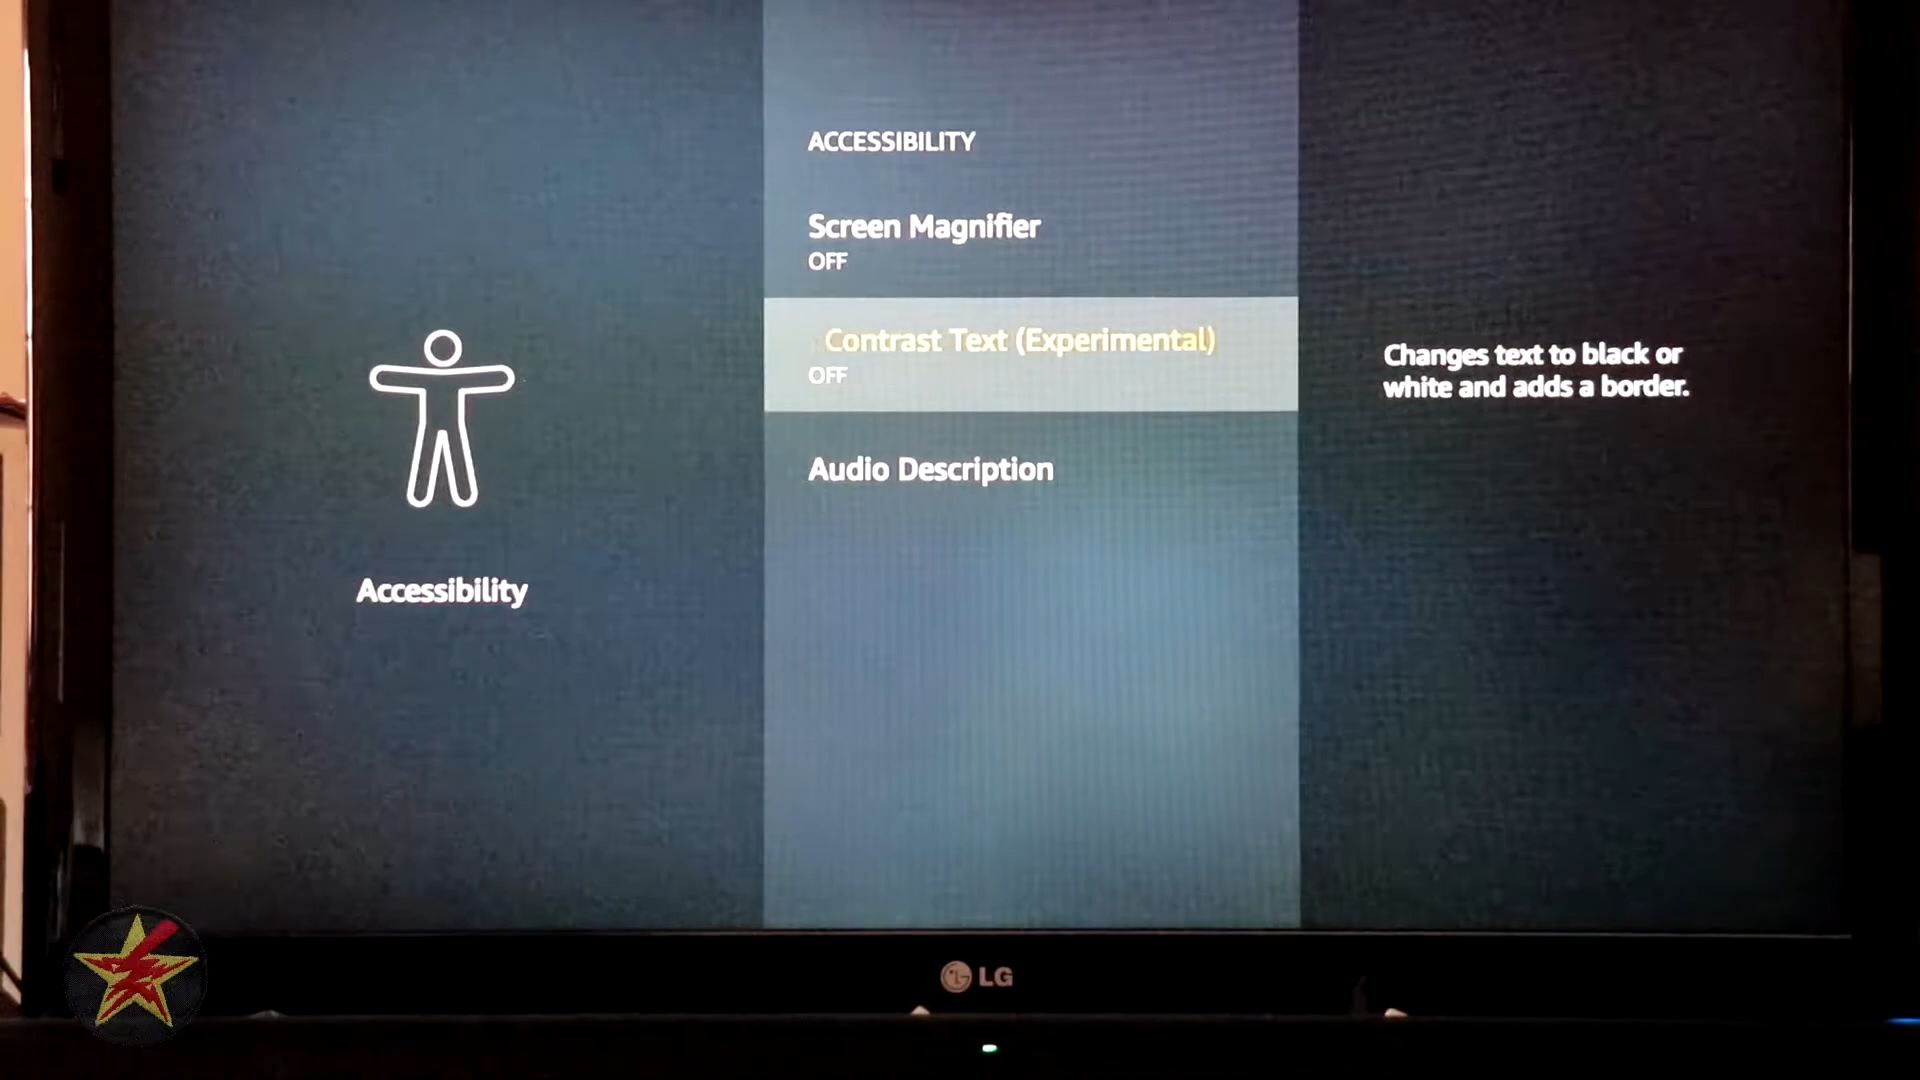 ACCESSIBILITY
Screen Magnifier
OFF
Contrast Text (Experimental)
OFF
Audio Description
Accessibility
Changes text to black or
white and adds a border.
LG